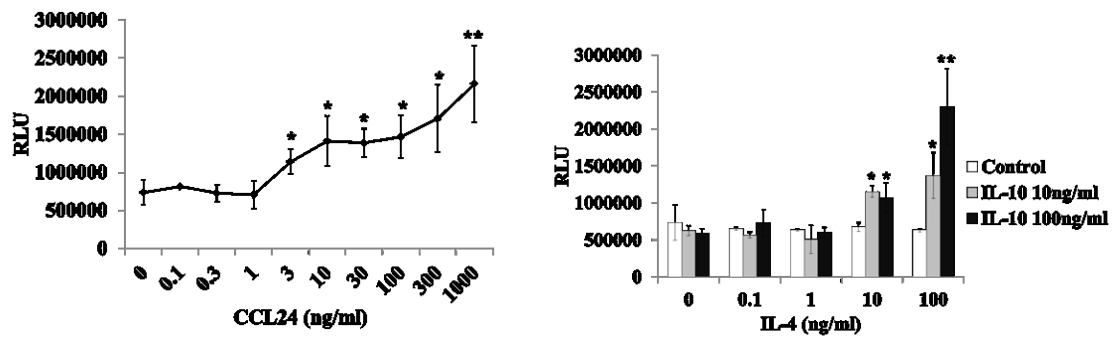 3000000
2500000
2000000
1500000
1000000
500000
0
RLU
* * * * * **
0 0.1 0.3 1 3 10 30 100 300 1000
CCL24 (ng/ml)
3000000
2500000
2000000
1500000
1000000
500000
0
RLU
* * * **
0 0.1 1 10 100
IL-4 (ng/ml)
Control
IL-10 10ng/ml
IL-10 100ng/ml